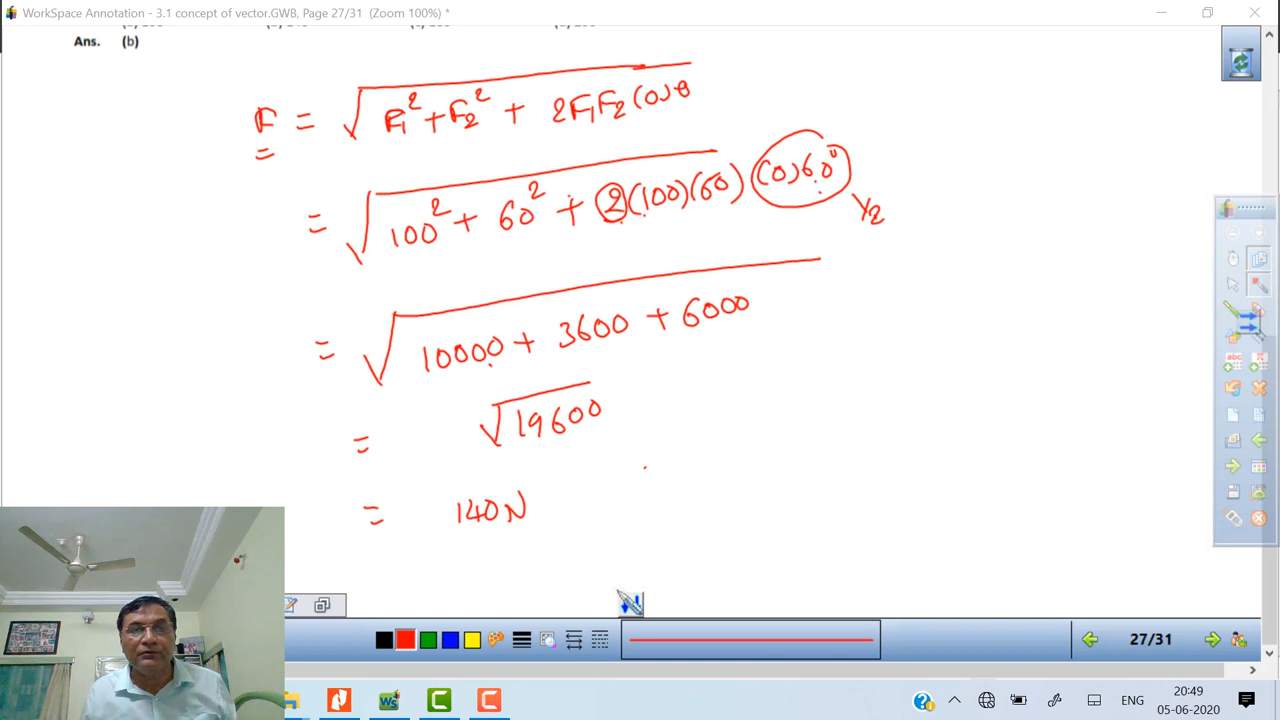 WorkSpace Annotation - 3.1 concept of vector.GWB, Page 27/31 (Zoom 100%) *
Ans. (b)
F = √F₁² + F₂² + 2F₁F₂ cosθ
= √100² + 60² + 2(100)(60) cos60°
1/2
= √10000 + 3600 + 6000
= √19600
= 140N
abc
27/31
ENG
20:49
05-06-2020